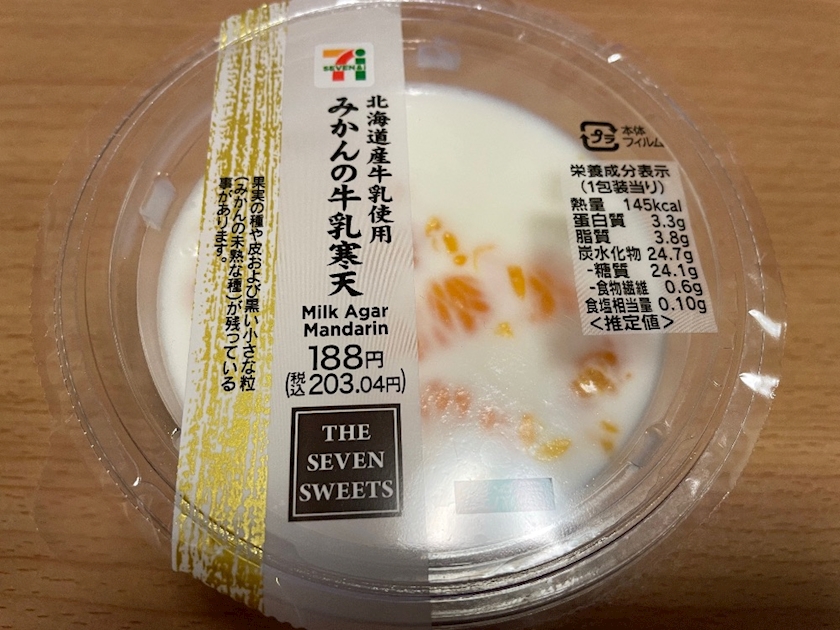 SEVEN&i
北海道産牛乳使用
みかんの牛乳寒天
Milk Agar
Mandarin
188円
(税込203.04円)
THE
SEVEN
SWEETS
果実の種や皮および黒い小さな粒
(みかんの未熟な種)が残っている
事があります。
プラ
本体
フィルム
栄養成分表示
(1包装当り)
熱量 145kcal
蛋白質 3.3g
脂質 3.8g
炭水化物 24.7g
-糖質 24.1g
-食物繊維 0.6g
食塩相当量 0.10g
<推定値>